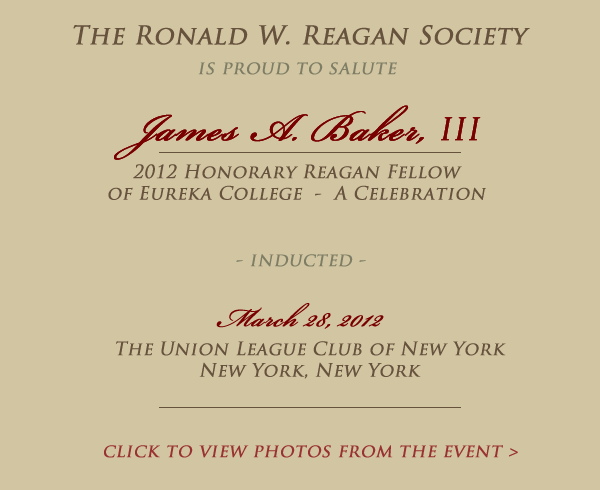 The Ronald W. Reagan Society
is proud to salute
James A. Baker, III
2012 Honorary Reagan Fellow
of Eureka College - A Celebration
- inducted -
March 28, 2012
The Union League Club of New York
New York, New York
click to view photos from the event >